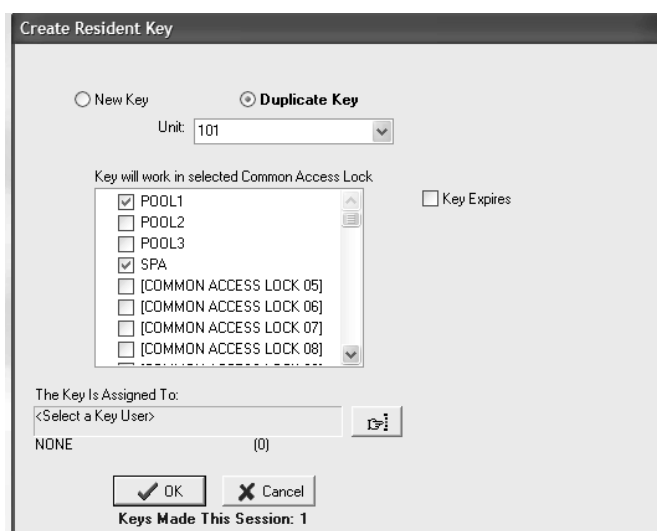 Create Resident Key
New Key Duplicate Key
Unit: 101
Key will work in selected Common Access Lock
POOL1
Key Expires
POOL2
POOL3
SPA
[COMMON ACCESS LOCK 05]
[COMMON ACCESS LOCK 06]
[COMMON ACCESS LOCK 07]
[COMMON ACCESS LOCK 08]
The Key Is Assigned To:
<Select a Key User>
NONE (0)
OK Cancel
Keys Made This Session: 1